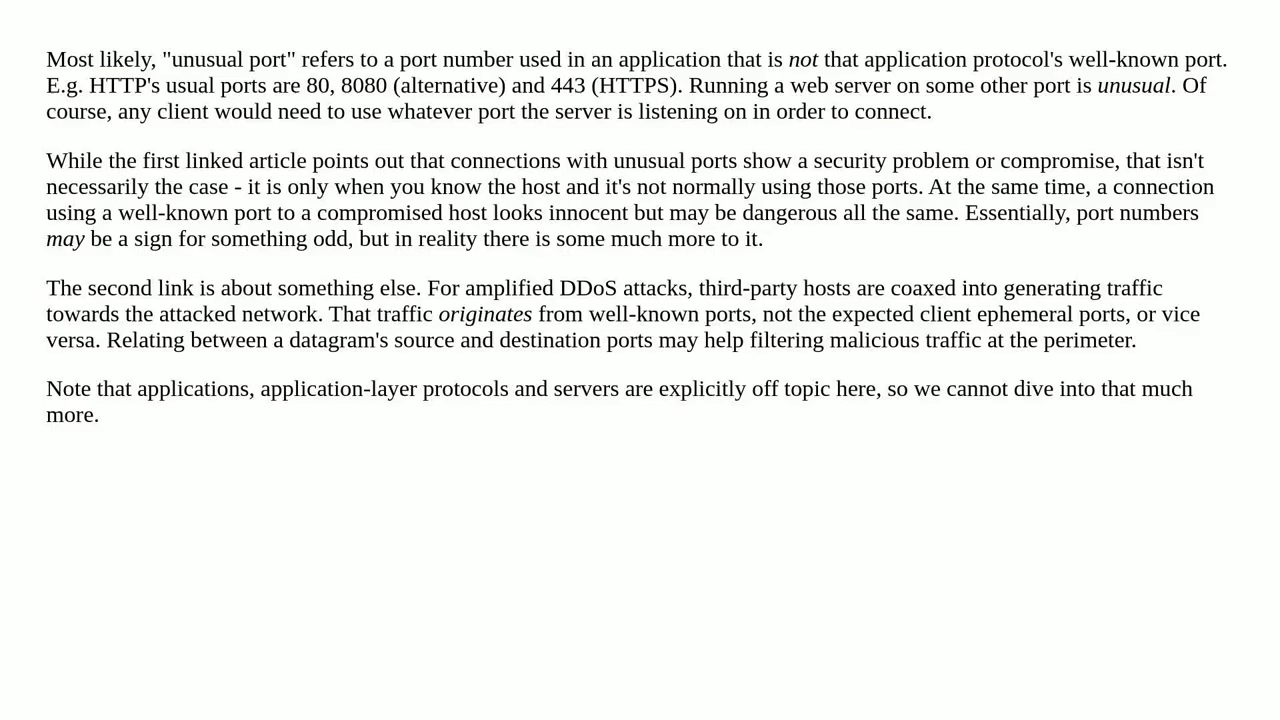 Most likely, "unusual port" refers to a port number used in an application that is not that application protocol's well-known port.
E.g. HTTP's usual ports are 80, 8080 (alternative) and 443 (HTTPS). Running a web server on some other port is unusual. Of
course, any client would need to use whatever port the server is listening on in order to connect.
While the first linked article points out that connections with unusual ports show a security problem or compromise, that isn't
necessarily the case - it is only when you know the host and it's not normally using those ports. At the same time, a connection
using a well-known port to a compromised host looks innocent but may be dangerous all the same. Essentially, port numbers
may be a sign for something odd, but in reality there is some much more to it.
The second link is about something else. For amplified DDoS attacks, third-party hosts are coaxed into generating traffic
towards the attacked network. That traffic originates from well-known ports, not the expected client ephemeral ports, or vice
versa. Relating between a datagram's source and destination ports may help filtering malicious traffic at the perimeter.
Note that applications, application-layer protocols and servers are explicitly off topic here, so we cannot dive into that much
more.